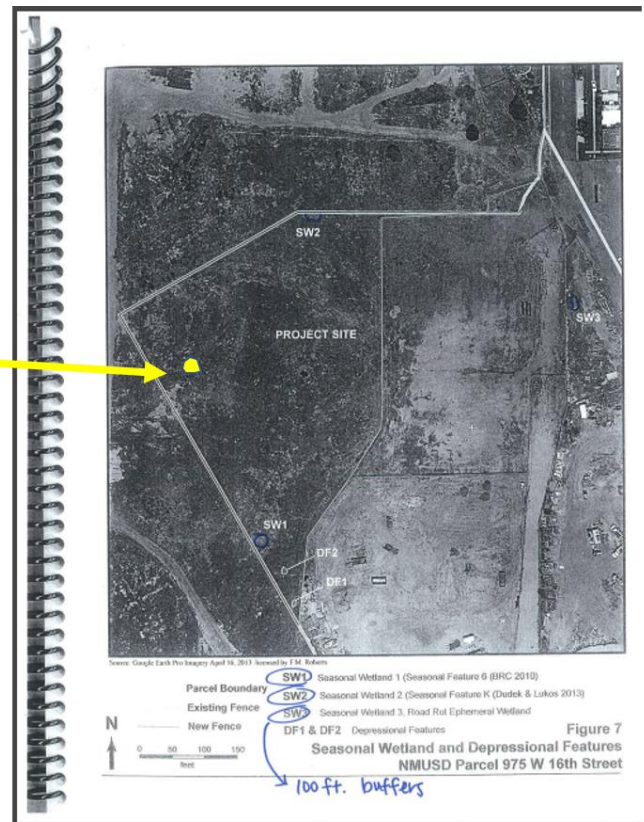 SW2
SW3
PROJECT SITE
SW1
DF2
DF1
Source: Google Earth Pro Imagery April 16, 2013 licensed by F.M. Roberts
Parcel Boundary
Existing Fence
New Fence
SW1 Seasonal Wetland 1 (Seasonal Feature 6 (BRC 2010)
SW2 Seasonal Wetland 2 (Seasonal Feature K (Dudek & Lukos 2013)
SW3 Seasonal Wetland 3, Road Rut Ephemeral Wetland
DF1 & DF2 Depressional Features
N
0 50 100 150
feet
Figure 7
Seasonal Wetland and Depressional Features
NMUSD Parcel 975 W 16th Street
100 ft. buffers